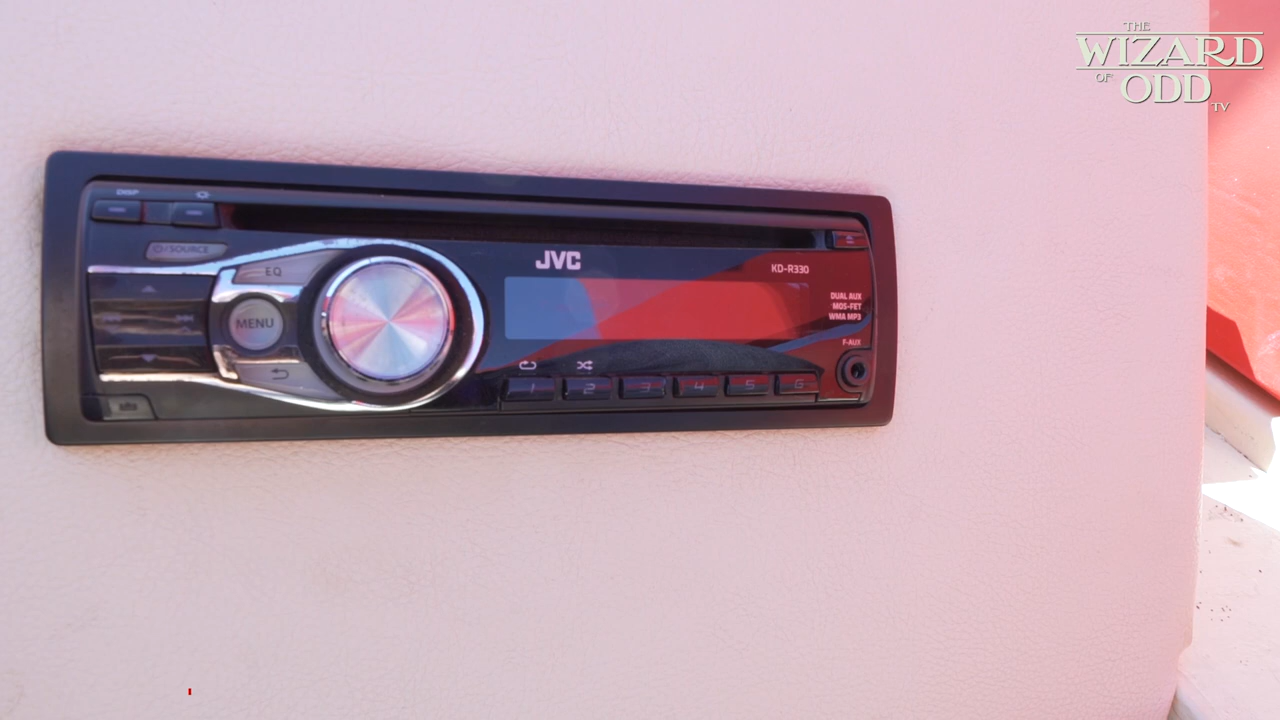 THE
WIZARD
OF ODD
TV
DISP
SOURCE
EQ
JVC
KD-R330
DUAL AUX
MOS-FET
WMA MP3
MENU
F-AUX
1 2 3 4 5 6